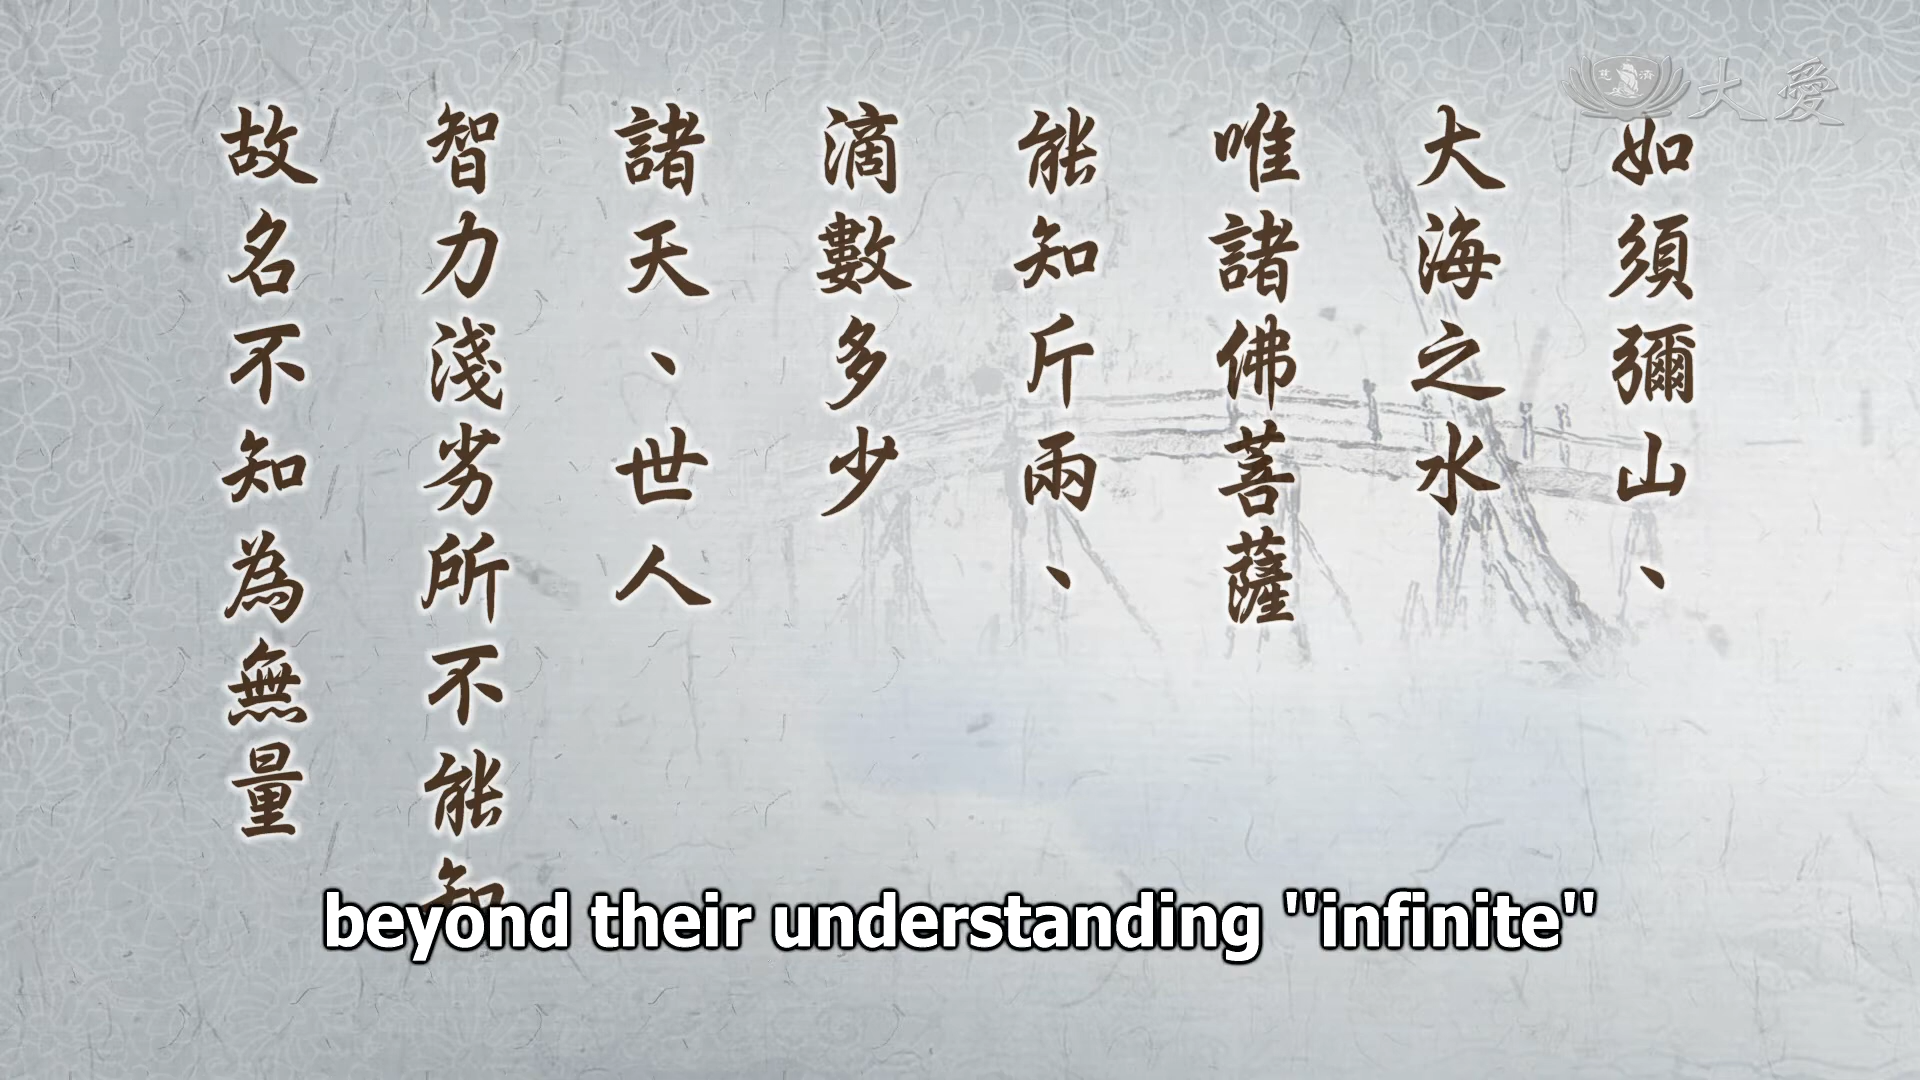 如須彌山、
大海之水
唯諸佛菩薩
能知斤兩、
滴數多少
諸天、世人
智力淺劣所不能知
故名不知為無量
beyond their understanding "infinite"
慈濟
大愛